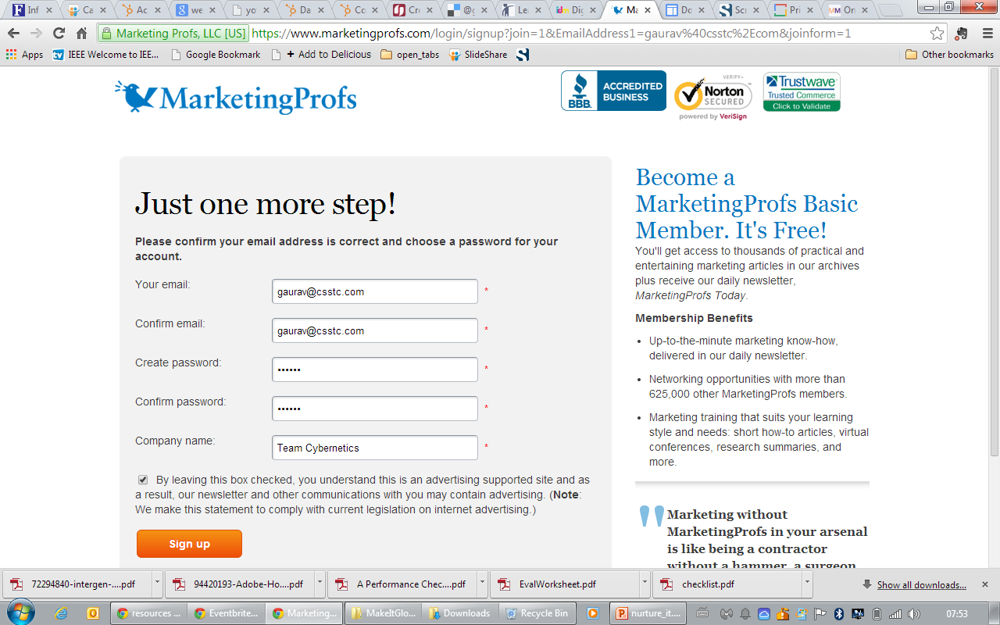 Inf
Ca
Ac
we
yo
Da
Co
Cr
@g
Le
Dig
Ma
Do
Sc
Pri
On
Marketing Profs, LLC [US] https://www.marketingprofs.com/login/signup?join=1&EmailAddress1=gaurav%40csstc%2Ecom&joinform=1
Apps IEEE Welcome to IEE... Google Bookmark + Add to Delicious open_tabs SlideShare Other bookmarks
MarketingProfs
BBB. ACCREDITED BUSINESS
VERIFY
Norton
SECURED
powered by VeriSign
Trustwave
Trusted Commerce
Click to Validate
Just one more step!
Please confirm your email address is correct and choose a password for your
account.
Your email: gaurav@csstc.com *
Confirm email: gaurav@csstc.com *
Create password: •••••• *
Confirm password: •••••• *
Company name: Team Cybernetics *
By leaving this box checked, you understand this is an advertising supported site and as
a result, our newsletter and other communications with you may contain advertising. (Note:
We make this statement to comply with current legislation on internet advertising.)
Sign up
Become a
MarketingProfs Basic
Member. It's Free!
You'll get access to thousands of practical and
entertaining marketing articles in our archives
plus receive our daily newsletter,
MarketingProfs Today.
Membership Benefits
• Up-to-the-minute marketing know-how,
delivered in our daily newsletter.
• Networking opportunities with more than
625,000 other MarketingProfs members.
• Marketing training that suits your learning
style and needs: short how-to articles, virtual
conferences, research summaries, and
more.
"Marketing without
MarketingProfs in your arsenal
is like being a contractor
without a hammer, a surgeon
72294840-intergen-....pdf 94420193-Adobe-Ho....pdf A Performance Chec....pdf EvalWorksheet.pdf checklist.pdf Show all downloads...
resources ... Eventbrite... Marketing... MakeItGlo... Downloads Recycle Bin nurture_it... 07:53